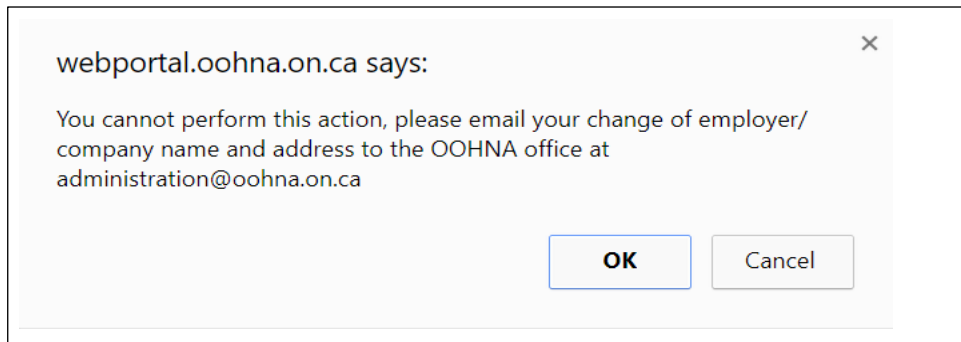 webportal.oohna.on.ca says:
You cannot perform this action, please email your change of employer/
company name and address to the OOHNA office at
administration@oohna.on.ca
OK Cancel